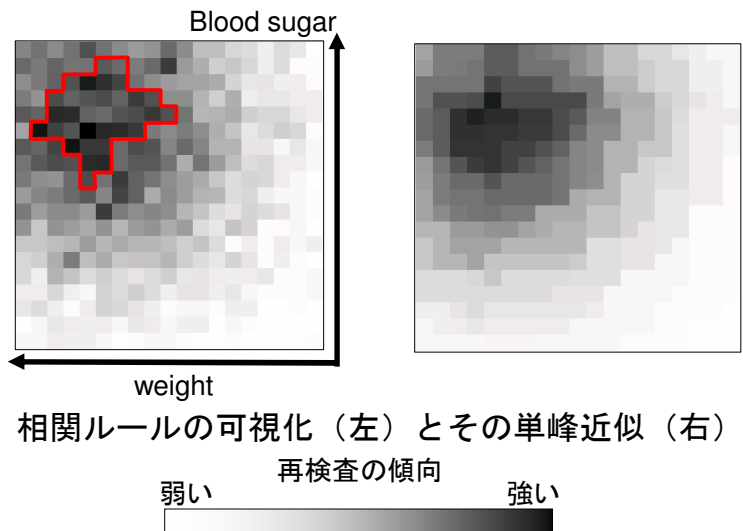 Blood sugar
weight
相関ルールの可視化（左）とその単峰近似（右）
再検査の傾向
弱い
強い